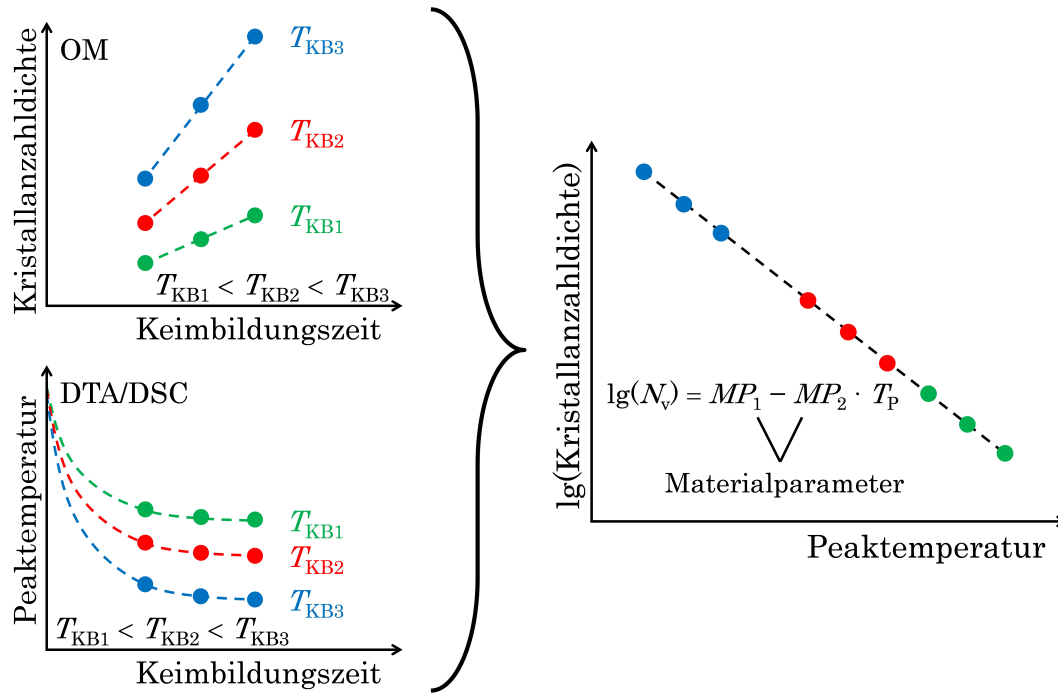 OM
Kristallanzahldichte
T_KB3
T_KB2
T_KB1
T_KB1 < T_KB2 < T_KB3
Keimbildungszeit
DTA/DSC
Peaktemperatur
T_KB1
T_KB2
T_KB3
T_KB1 < T_KB2 < T_KB3
Keimbildungszeit
lg(Kristallanzahldichte)
lg(N_v) = MP_1 − MP_2 · T_P
Materialparameter
Peaktemperatur